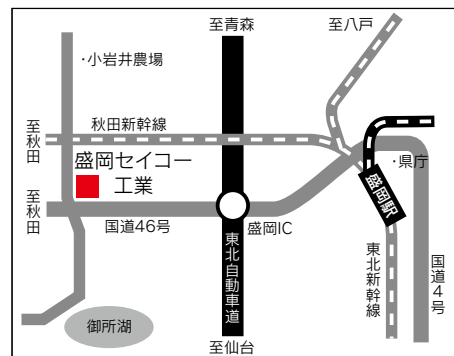 至青森
至八戸
・小岩井農場
秋田新幹線
至秋田
盛岡セイコー
工業
・県庁
盛岡駅
至秋田
国道46号
盛岡IC
東北自動車道
東北新幹線
国道4号
御所湖
至仙台